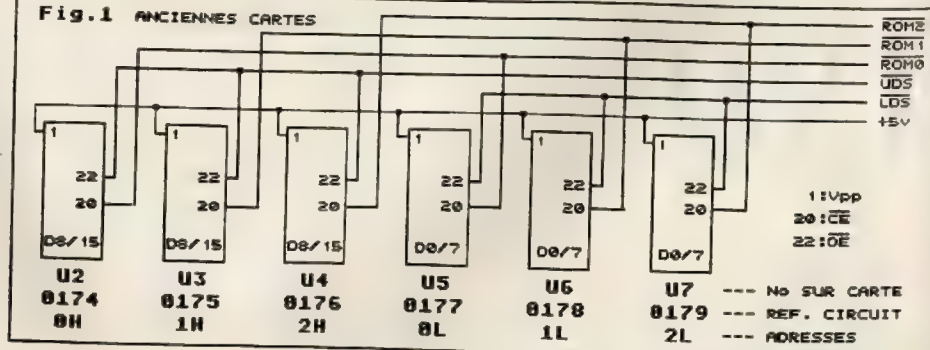 Fig.1 ANCIENNES CARTES
ROM2
ROM1
ROM0
UDS
LDS
+5v
1 1 1 1 1 1
22 22 22 22 22 22
20 20 20 20 20 20
D8/15 D8/15 D8/15 D0/7 D0/7 D0/7
1:Vpp
20:CE
22:OE
U2 U3 U4 U5 U6 U7 --- No SUR CARTE
0174 0175 0176 0177 0178 0179 --- REF. CIRCUIT
0H 1H 2H 0L 1L 2L --- ADRESSES